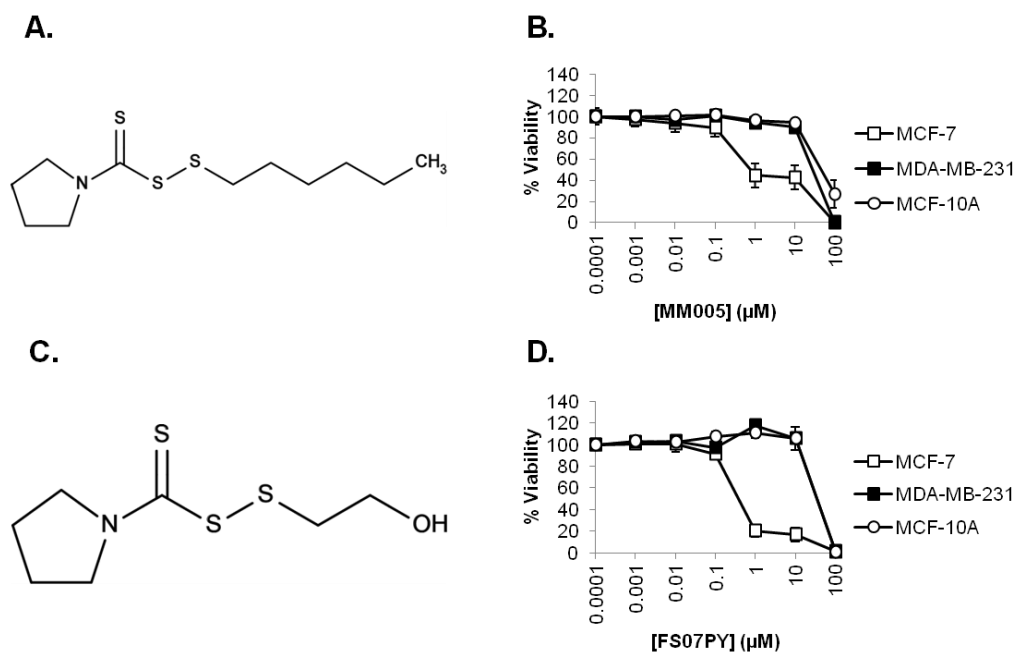 A.
S
N
S
S
CH3
B.
% Viability
140
120
100
80
60
40
20
0
0.0001
0.001
0.01
0.1
1
10
100
[MM005] (µM)
MCF-7
MDA-MB-231
MCF-10A
C.
S
N
S
S
OH
D.
% Viability
140
120
100
80
60
40
20
0
0.0001
0.001
0.01
0.1
1
10
100
[FS07PY] (µM)
MCF-7
MDA-MB-231
MCF-10A